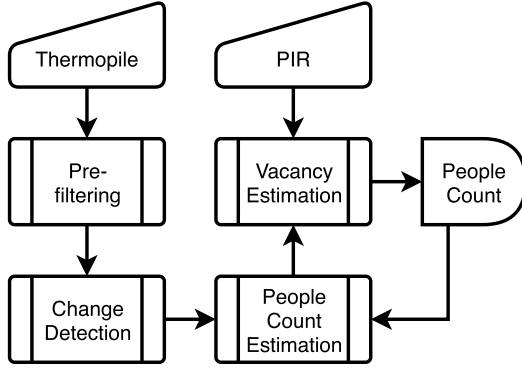 Thermopile
PIR
Pre-
filtering
Vacancy
Estimation
People
Count
Change
Detection
People
Count
Estimation